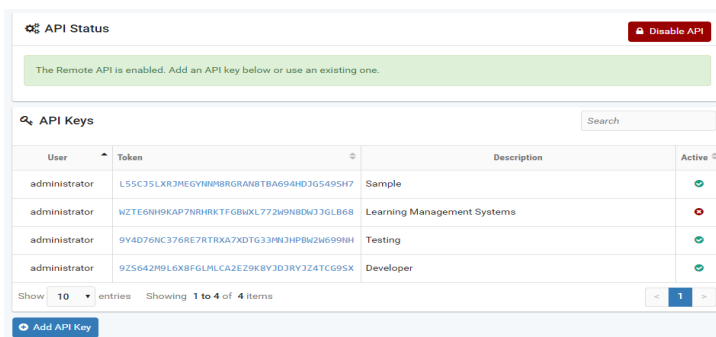 API Status
Disable API
The Remote API is enabled. Add an API key below or use an existing one.
API Keys
Search
User Token Description Active
administrator L55CJ5LXRJMEGYNNM8RGRAN8TBA694HDJG5495H7 Sample
administrator WZTE6NH9KAP7NRHRKTFGBWXL772W9N8DWJJGLB68 Learning Management Systems
administrator 9Y4D76NC376RE7RTRXA7XDTG33MNJHPBW2W699NH Testing
administrator 9ZS642M9L6X8FGLMLCA2EZ9K8YJDJRYJZ4TCG9SX Developer
Show 10 entries Showing 1 to 4 of 4 items
< 1 >
Add API Key